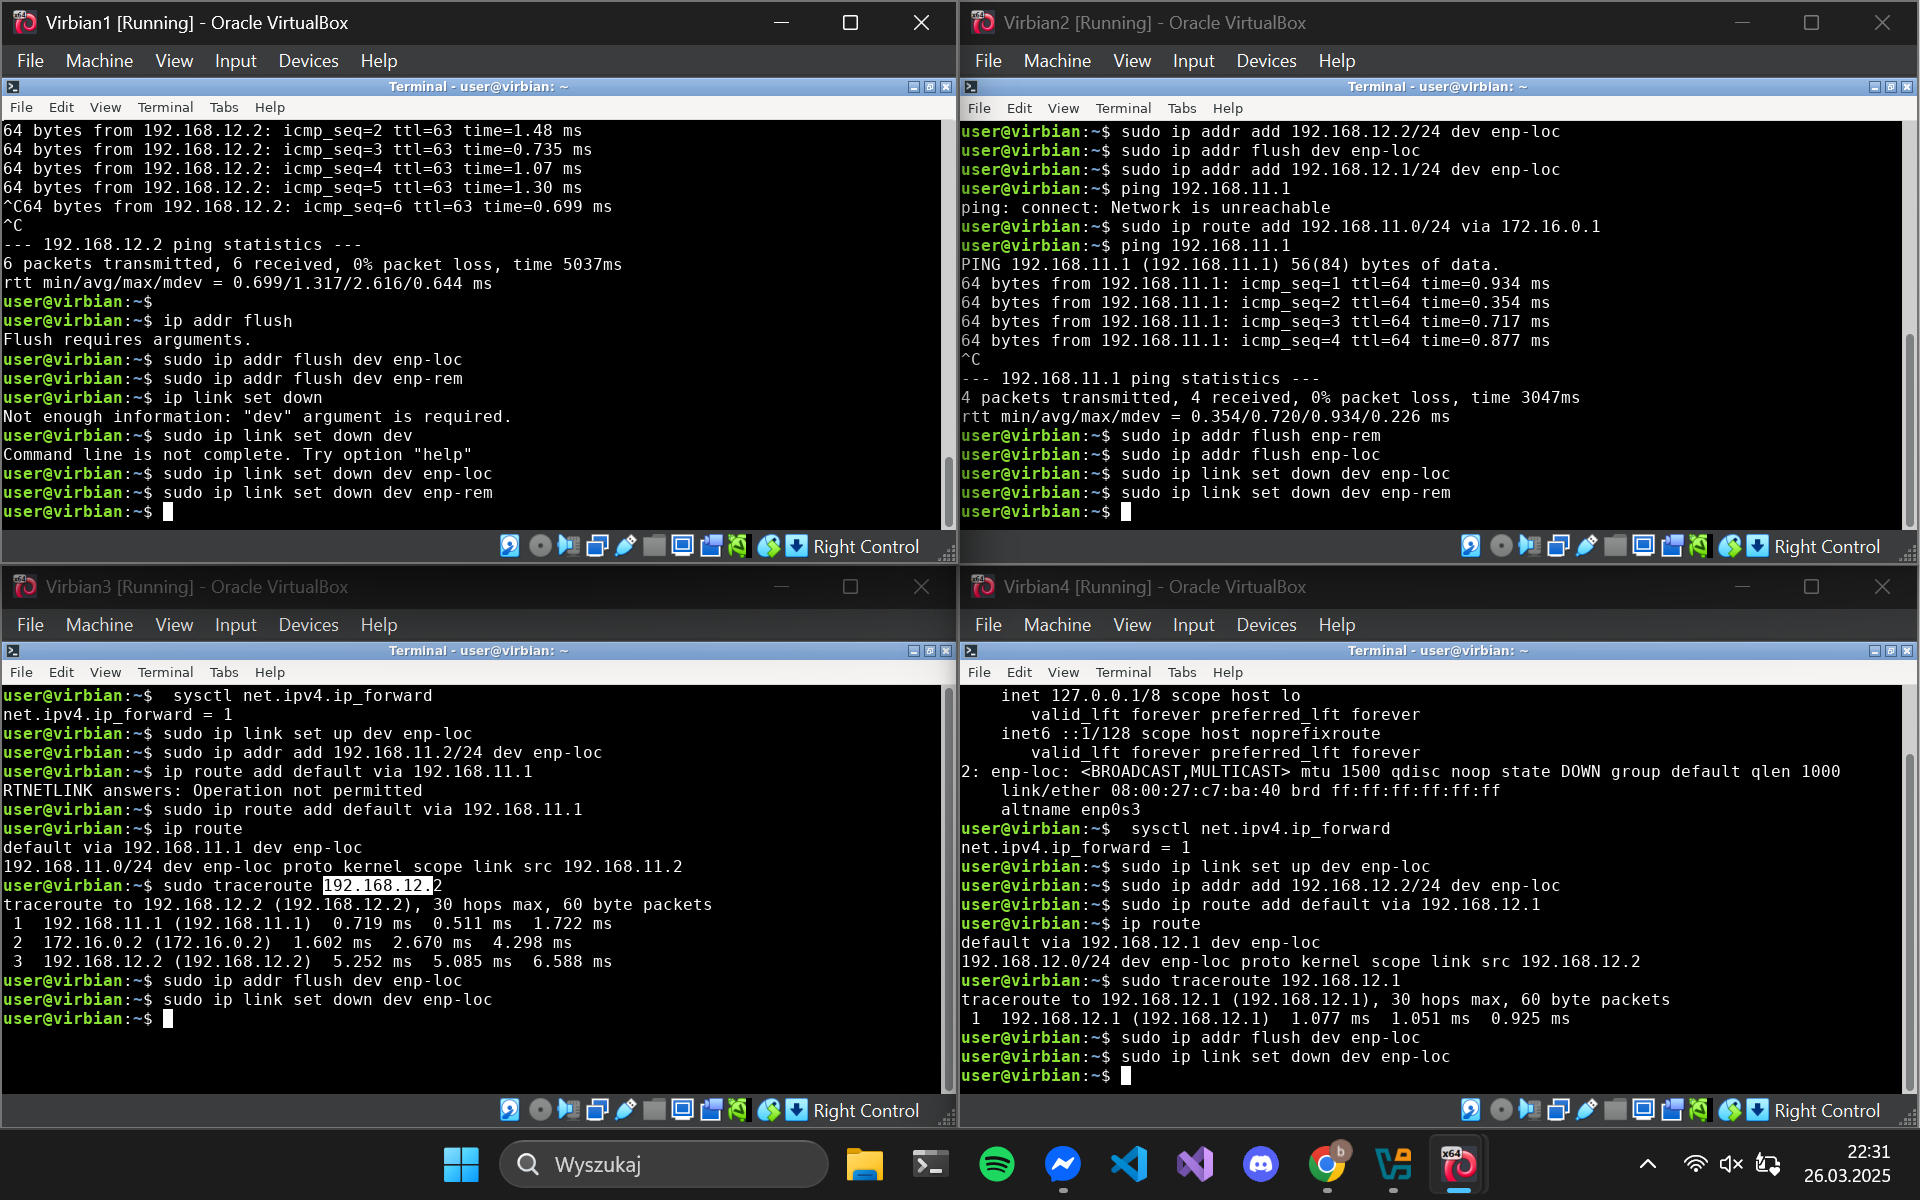 Virbian1 [Running] - Oracle VirtualBox
File Machine View Input Devices Help
Terminal - user@virbian: ~
File Edit View Terminal Tabs Help
64 bytes from 192.168.12.2: icmp_seq=2 ttl=63 time=1.48 ms
64 bytes from 192.168.12.2: icmp_seq=3 ttl=63 time=0.735 ms
64 bytes from 192.168.12.2: icmp_seq=4 ttl=63 time=1.07 ms
64 bytes from 192.168.12.2: icmp_seq=5 ttl=63 time=1.30 ms
^C64 bytes from 192.168.12.2: icmp_seq=6 ttl=63 time=0.699 ms
^C
--- 192.168.12.2 ping statistics ---
6 packets transmitted, 6 received, 0% packet loss, time 5037ms
rtt min/avg/max/mdev = 0.699/1.317/2.616/0.644 ms
user@virbian:~$
user@virbian:~$ ip addr flush
Flush requires arguments.
user@virbian:~$ sudo ip addr flush dev enp-loc
user@virbian:~$ sudo ip addr flush dev enp-rem
user@virbian:~$ ip link set down
Not enough information: "dev" argument is required.
user@virbian:~$ sudo ip link set down dev
Command line is not complete. Try option "help"
user@virbian:~$ sudo ip link set down dev enp-loc
user@virbian:~$ sudo ip link set down dev enp-rem
user@virbian:~$
Right Control
Virbian2 [Running] - Oracle VirtualBox
File Machine View Input Devices Help
Terminal - user@virbian: ~
File Edit View Terminal Tabs Help
user@virbian:~$ sudo ip addr add 192.168.12.2/24 dev enp-loc
user@virbian:~$ sudo ip addr flush dev enp-loc
user@virbian:~$ sudo ip addr add 192.168.12.1/24 dev enp-loc
user@virbian:~$ ping 192.168.11.1
ping: connect: Network is unreachable
user@virbian:~$ sudo ip route add 192.168.11.0/24 via 172.16.0.1
user@virbian:~$ ping 192.168.11.1
PING 192.168.11.1 (192.168.11.1) 56(84) bytes of data.
64 bytes from 192.168.11.1: icmp_seq=1 ttl=64 time=0.934 ms
64 bytes from 192.168.11.1: icmp_seq=2 ttl=64 time=0.354 ms
64 bytes from 192.168.11.1: icmp_seq=3 ttl=64 time=0.717 ms
64 bytes from 192.168.11.1: icmp_seq=4 ttl=64 time=0.877 ms
^C
--- 192.168.11.1 ping statistics ---
4 packets transmitted, 4 received, 0% packet loss, time 3047ms
rtt min/avg/max/mdev = 0.354/0.720/0.934/0.226 ms
user@virbian:~$ sudo ip addr flush enp-rem
user@virbian:~$ sudo ip addr flush enp-loc
user@virbian:~$ sudo ip link set down dev enp-loc
user@virbian:~$ sudo ip link set down dev enp-rem
user@virbian:~$
Right Control
Virbian3 [Running] - Oracle VirtualBox
File Machine View Input Devices Help
Terminal - user@virbian: ~
File Edit View Terminal Tabs Help
user@virbian:~$  sysctl net.ipv4.ip_forward
net.ipv4.ip_forward = 1
user@virbian:~$ sudo ip link set up dev enp-loc
user@virbian:~$ sudo ip addr add 192.168.11.2/24 dev enp-loc
user@virbian:~$ ip route add default via 192.168.11.1
RTNETLINK answers: Operation not permitted
user@virbian:~$ sudo ip route add default via 192.168.11.1
user@virbian:~$ ip route
default via 192.168.11.1 dev enp-loc
192.168.11.0/24 dev enp-loc proto kernel scope link src 192.168.11.2
user@virbian:~$ sudo traceroute 192.168.12.2
traceroute to 192.168.12.2 (192.168.12.2), 30 hops max, 60 byte packets
1  192.168.11.1 (192.168.11.1)  0.719 ms  0.511 ms  1.722 ms
2  172.16.0.2 (172.16.0.2)  1.602 ms  2.670 ms  4.298 ms
3  192.168.12.2 (192.168.12.2)  5.252 ms  5.085 ms  6.588 ms
user@virbian:~$ sudo ip addr flush dev enp-loc
user@virbian:~$ sudo ip link set down dev enp-loc
user@virbian:~$
Right Control
Virbian4 [Running] - Oracle VirtualBox
File Machine View Input Devices Help
Terminal - user@virbian: ~
File Edit View Terminal Tabs Help
inet 127.0.0.1/8 scope host lo
valid_lft forever preferred_lft forever
inet6 ::1/128 scope host noprefixroute
valid_lft forever preferred_lft forever
2: enp-loc: <BROADCAST,MULTICAST> mtu 1500 qdisc noop state DOWN group default qlen 1000
link/ether 08:00:27:c7:ba:40 brd ff:ff:ff:ff:ff:ff
altname enp0s3
user@virbian:~$  sysctl net.ipv4.ip_forward
net.ipv4.ip_forward = 1
user@virbian:~$ sudo ip link set up dev enp-loc
user@virbian:~$ sudo ip addr add 192.168.12.2/24 dev enp-loc
user@virbian:~$ sudo ip route add default via 192.168.12.1
user@virbian:~$ ip route
default via 192.168.12.1 dev enp-loc
192.168.12.0/24 dev enp-loc proto kernel scope link src 192.168.12.2
user@virbian:~$ sudo traceroute 192.168.12.1
traceroute to 192.168.12.1 (192.168.12.1), 30 hops max, 60 byte packets
1  192.168.12.1 (192.168.12.1)  1.077 ms  1.051 ms  0.925 ms
user@virbian:~$ sudo ip addr flush dev enp-loc
user@virbian:~$ sudo ip link set down dev enp-loc
user@virbian:~$
Right Control
Wyszukaj
b
x64
22:31
26.03.2025